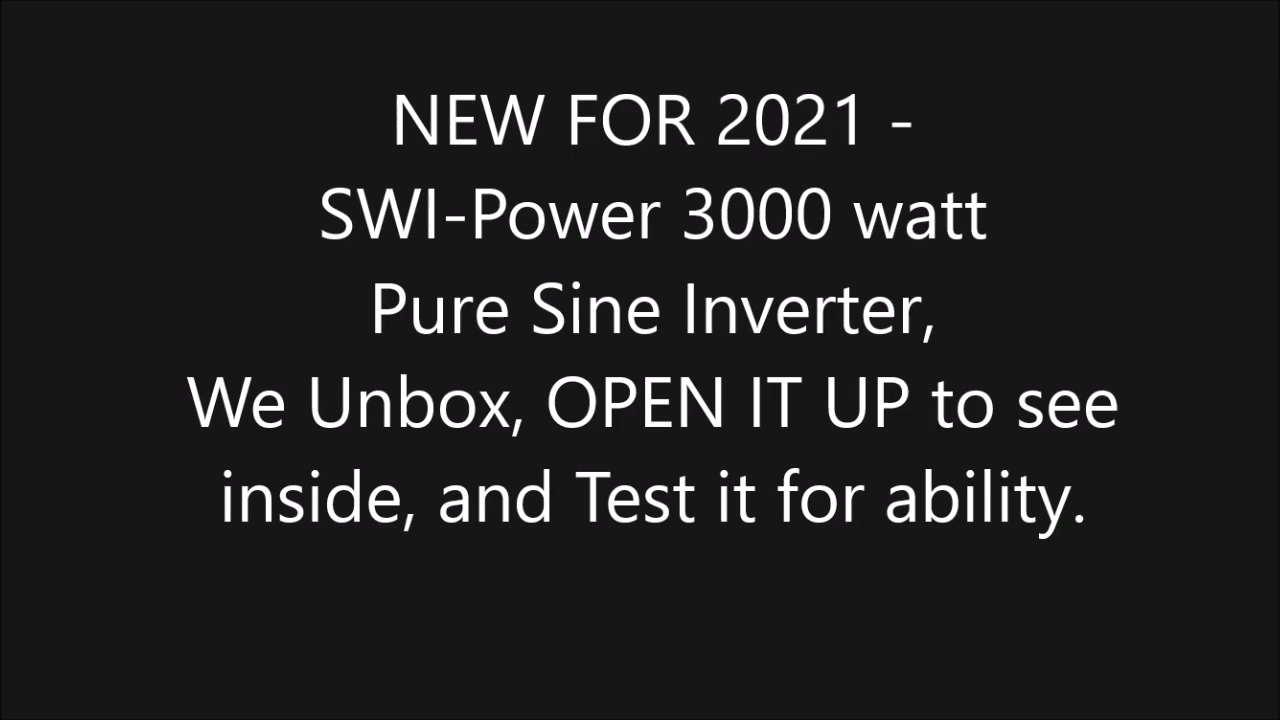 NEW FOR 2021 -
SWI-Power 3000 watt
Pure Sine Inverter,
We Unbox, OPEN IT UP to see
inside, and Test it for ability.